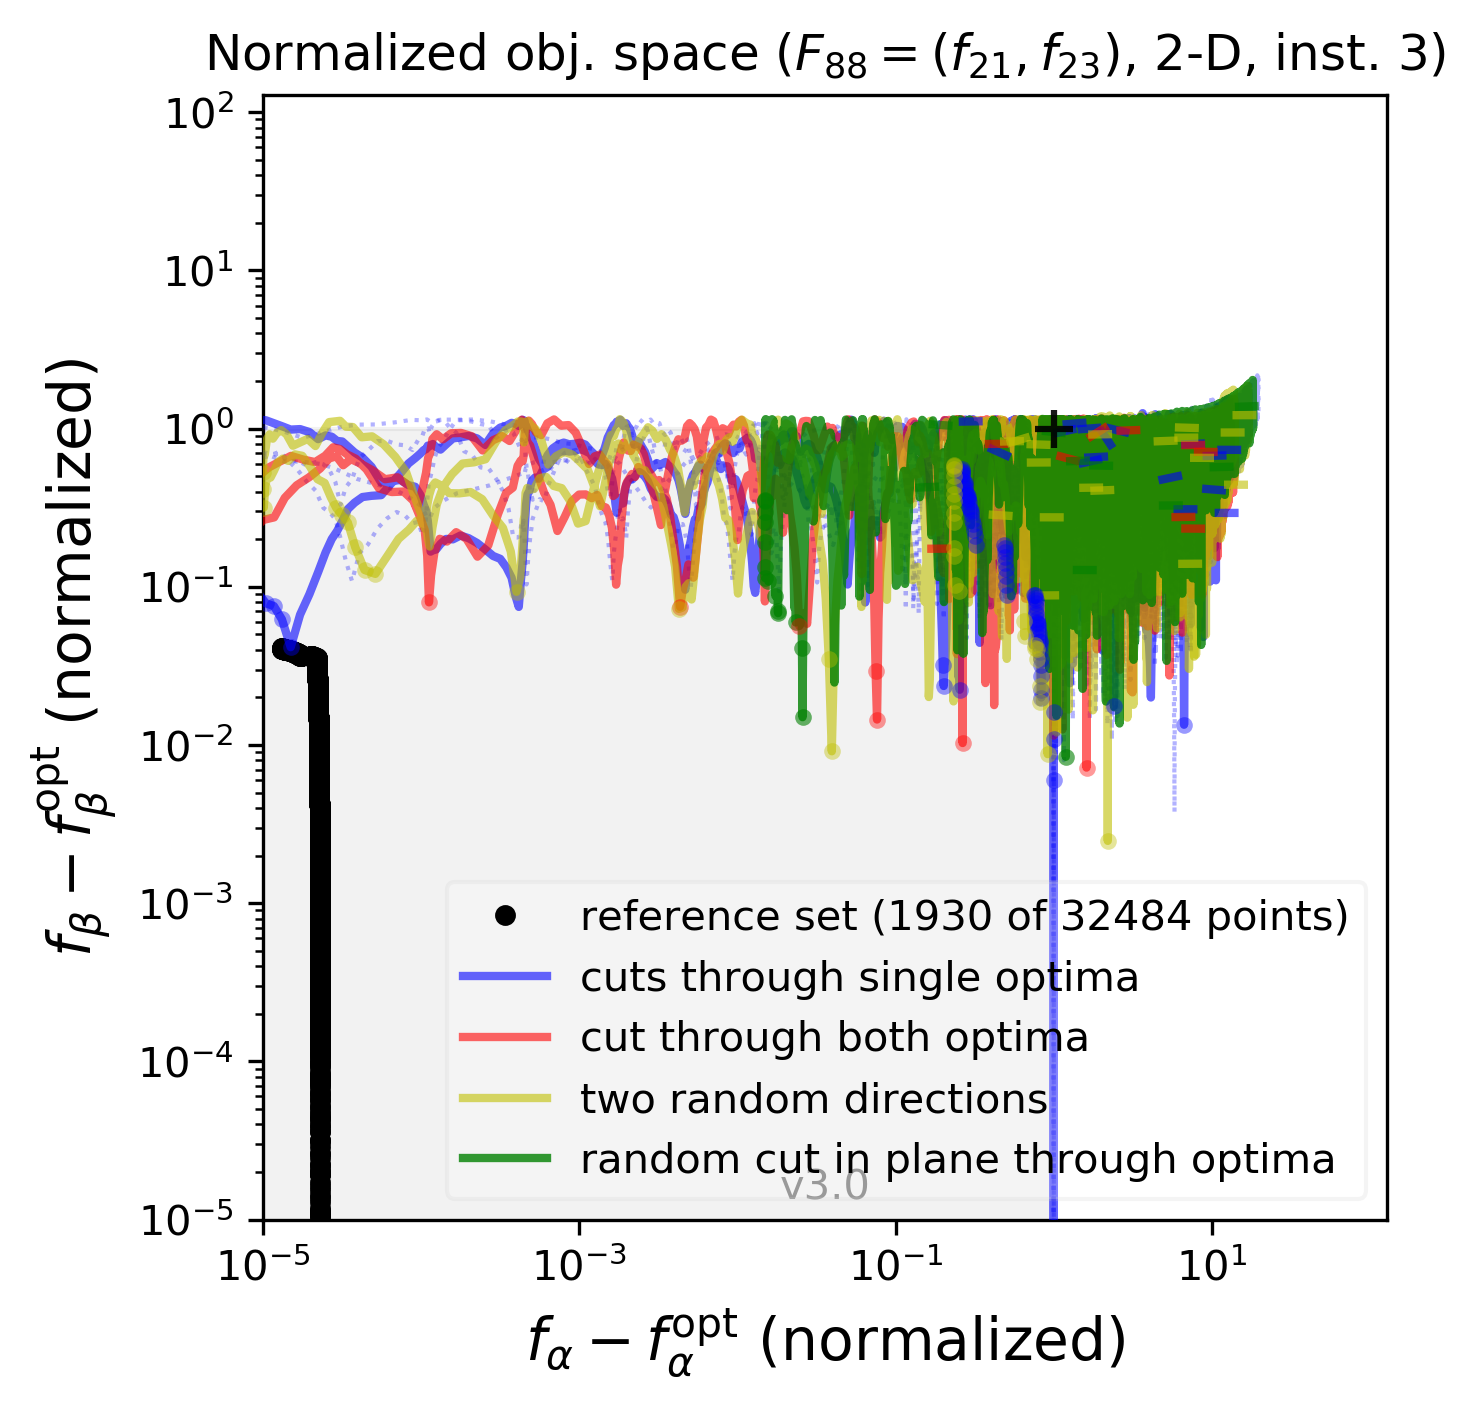 Normalized obj. space (F₈₈ = (f₂₁, f₂₃), 2-D, inst. 3)
10²
10¹
10⁰
10⁻¹
10⁻²
10⁻³
10⁻⁴
10⁻⁵
f_β − f_β^opt (normalized)
reference set (1930 of 32484 points)
cuts through single optima
cut through both optima
two random directions
random cut in plane through optima
v3.0
10⁻⁵ 10⁻³ 10⁻¹ 10¹
f_α − f_α^opt (normalized)